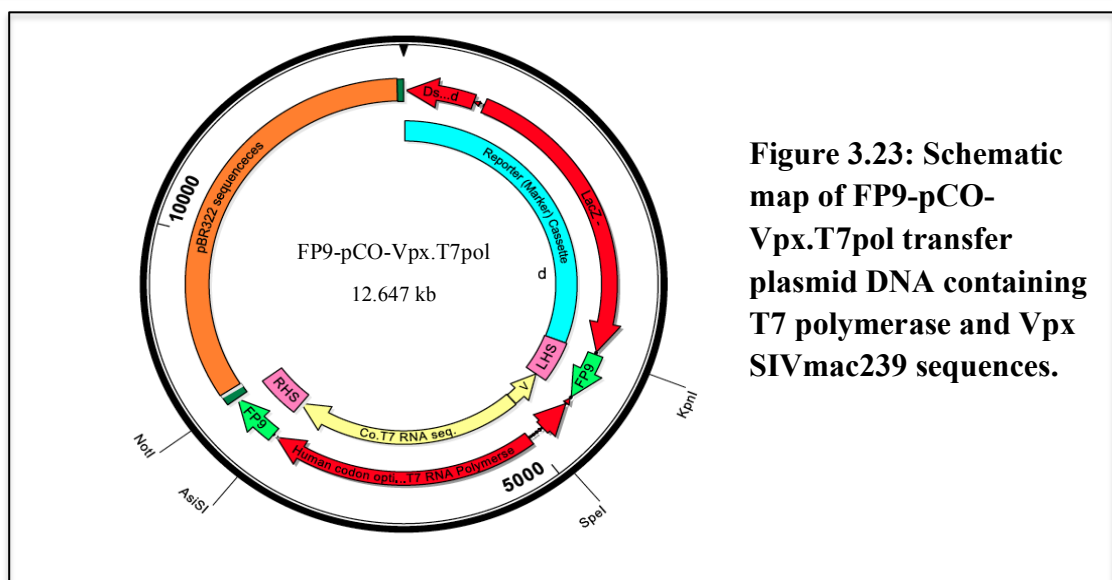 Ds...d
LacZ -
Reporter (Marker) Cassette
d
FP9-pCO-Vpx.T7pol
12.647 kb
10000
pBR322 sequenceces
LHS
FP9
KpnI
V
RHS
Co.T7 RNA seq.
FP9
Human codon opti,..T7 RNA Polymerse
5000
NotI
AsiSI
SpeI
Figure 3.23: Schematic
map of FP9-pCO-
Vpx.T7pol transfer
plasmid DNA containing
T7 polymerase and Vpx
SIVmac239 sequences.